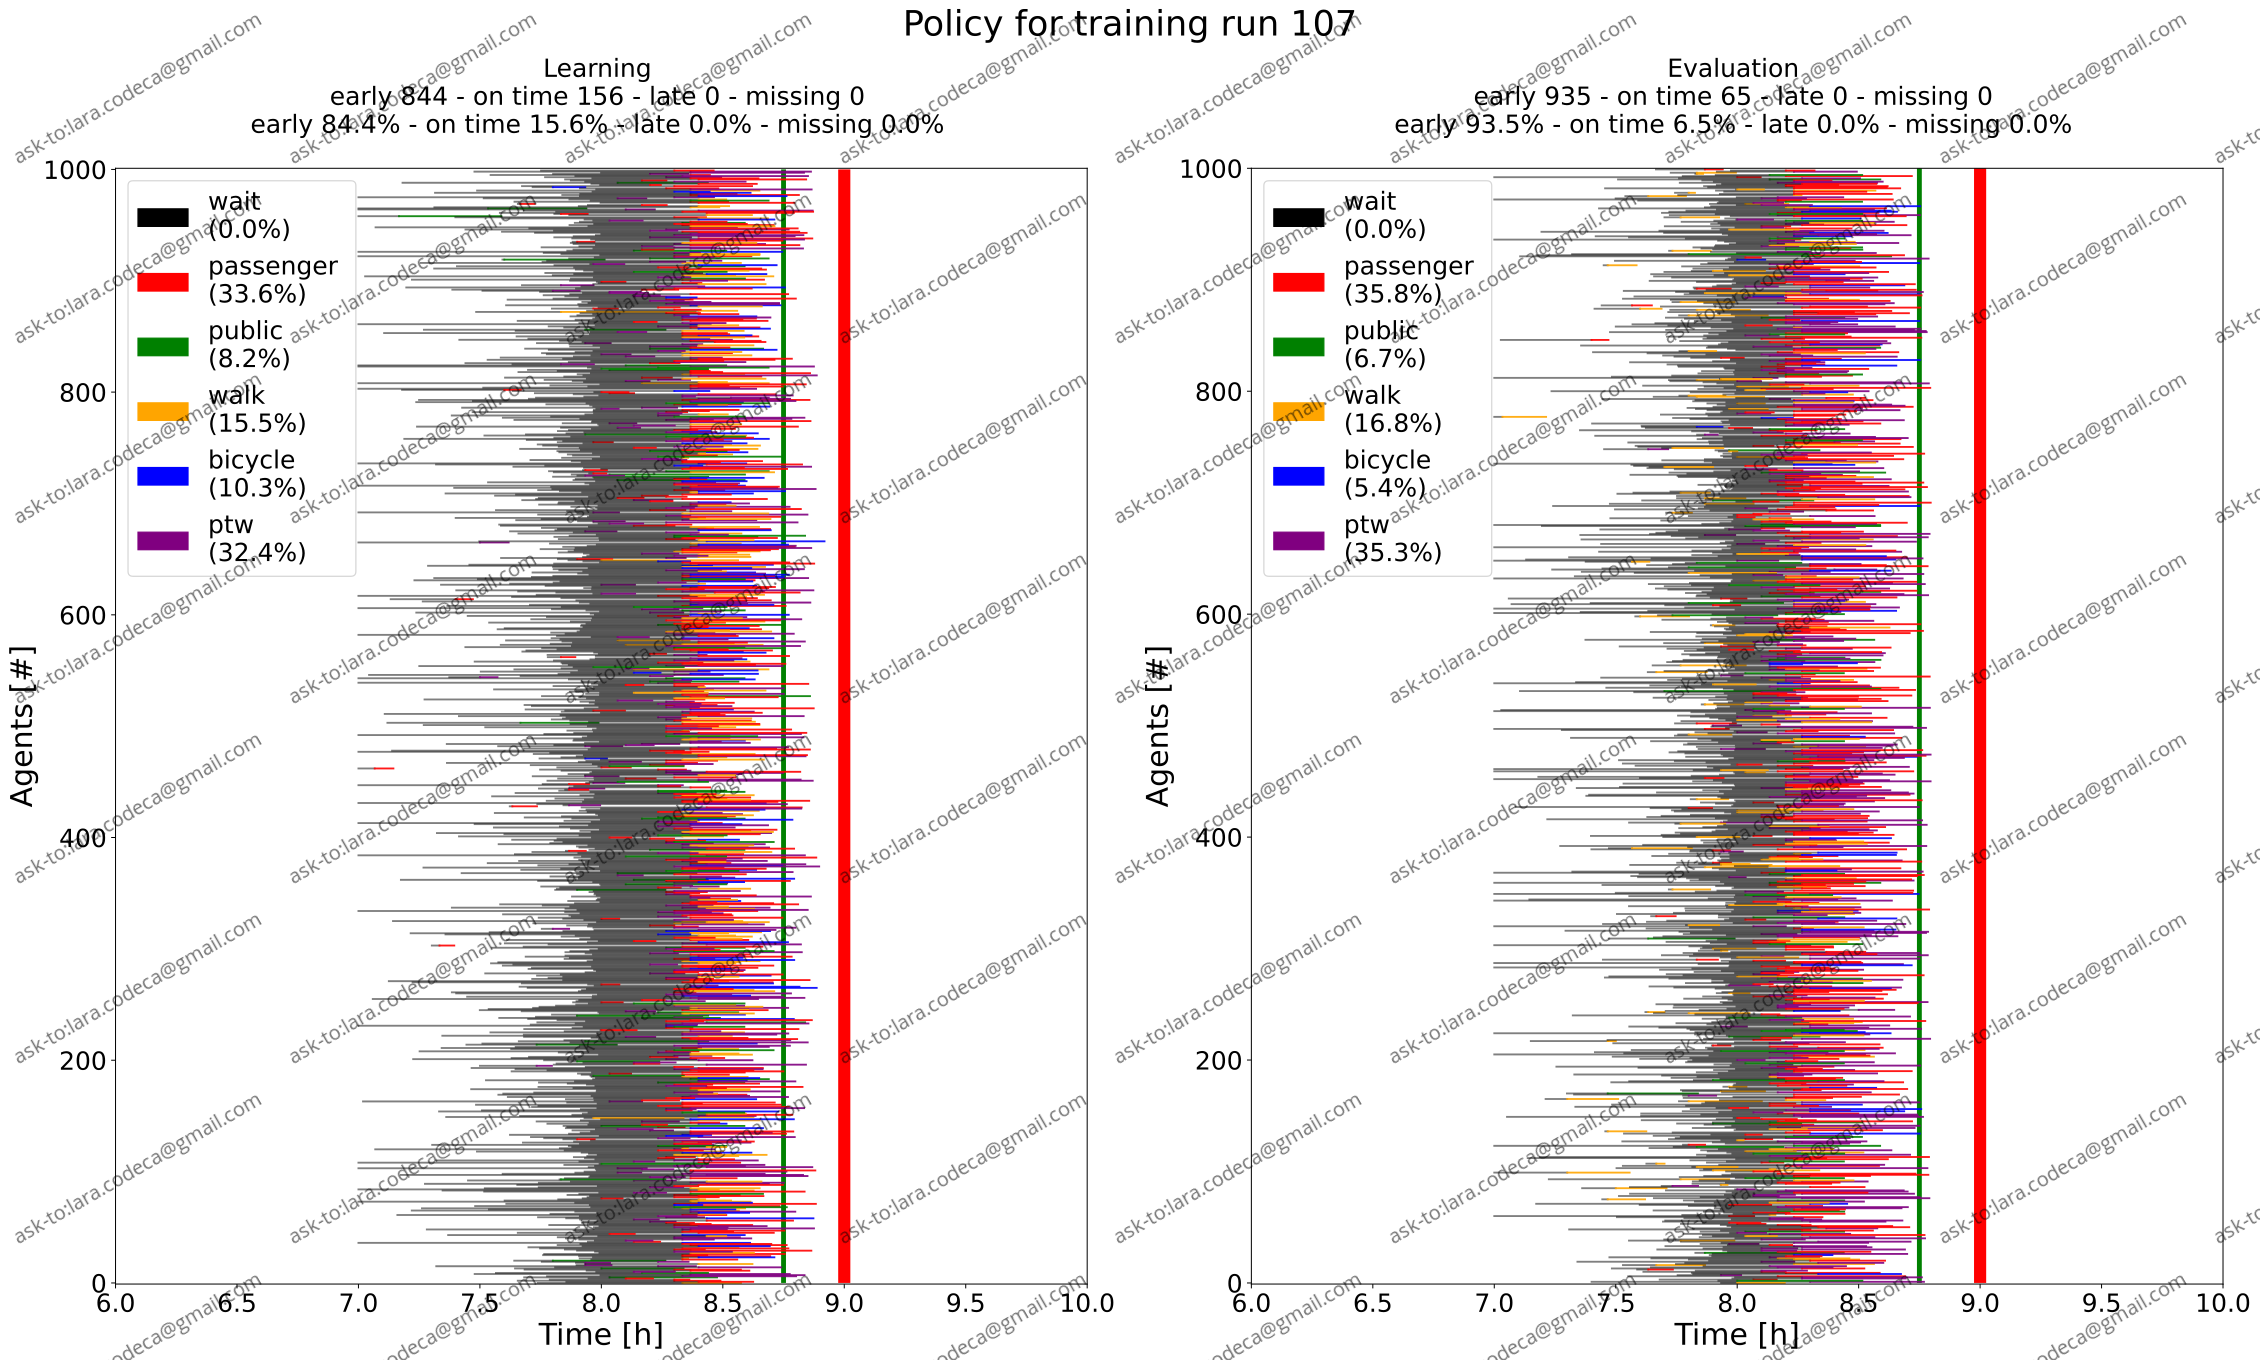 Policy for training run 107
Learning
early 844 - on time 156 - late 0 - missing 0
early 84.4% - on time 15.6% - late 0.0% - missing 0.0%
1000
800
600
400
200
0
Agents [#]
wait
(0.0%)
passenger
(33.6%)
public
(8.2%)
walk
(15.5%)
bicycle
(10.3%)
ptw
(32.4%)
6.0 6.5 7.0 7.5 8.0 8.5 9.0 9.5 10.0
Time [h]
Evaluation
early 935 - on time 65 - late 0 - missing 0
early 93.5% - on time 6.5% - late 0.0% - missing 0.0%
1000
800
600
400
200
0
Agents [#]
wait
(0.0%)
passenger
(35.8%)
public
(6.7%)
walk
(16.8%)
bicycle
(5.4%)
ptw
(35.3%)
6.0 6.5 7.0 7.5 8.0 8.5 9.0 9.5 10.0
Time [h]
ask-to:lara.codeca@gmail.com